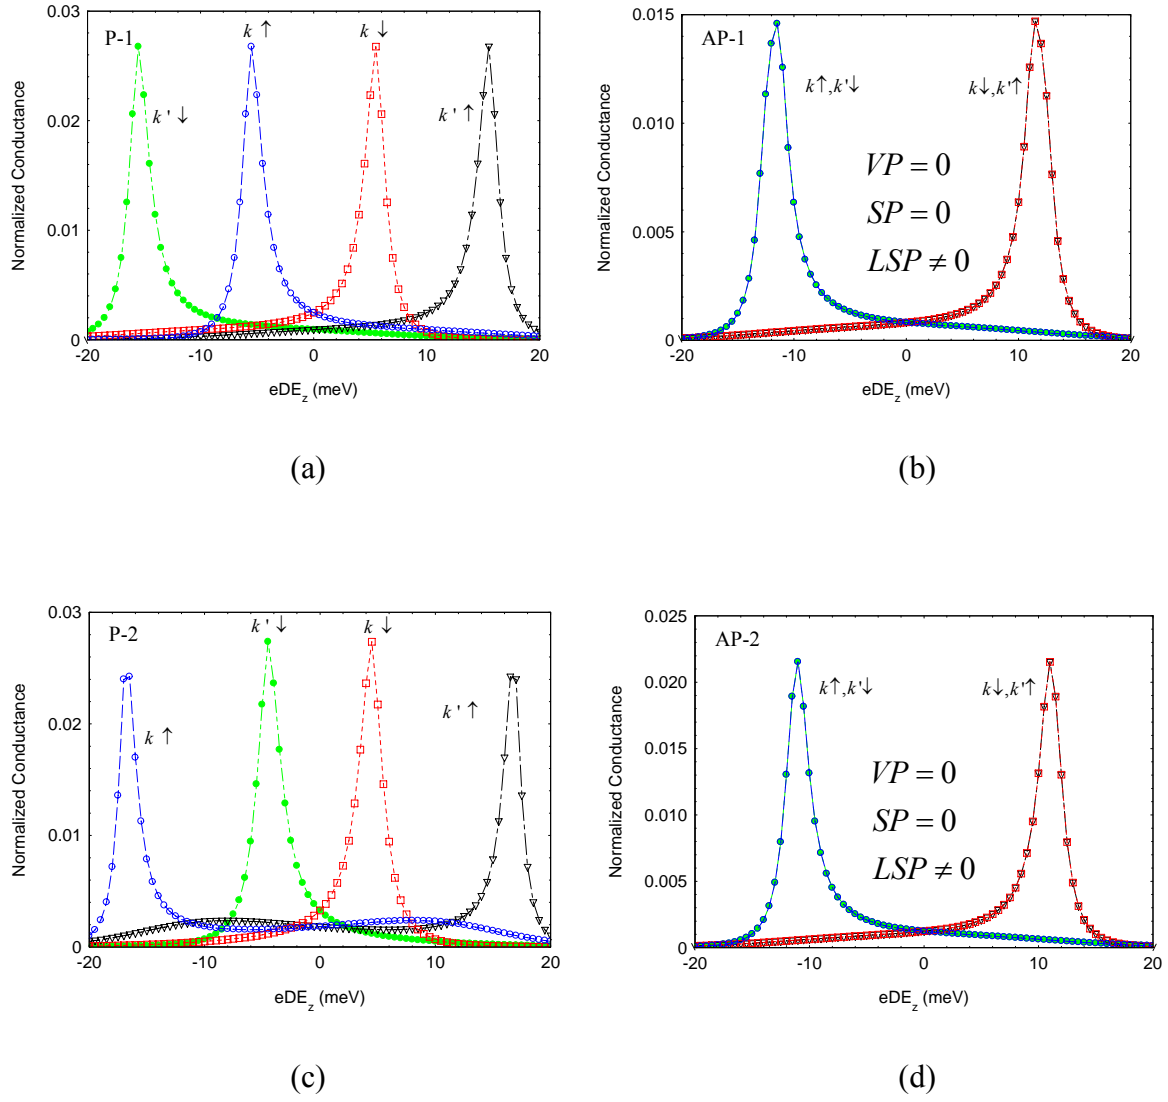 P-1
k ↑
k ↓
k ' ↓
k ' ↑
Normalized Conductance
0.03
0.02
0.01
0
-20
-10
0
10
20
eDE_z (meV)
(a)
AP-1
k↑,k'↓
k↓,k'↑
VP = 0
SP = 0
LSP ≠ 0
Normalized Conductance
0.015
0.010
0.005
0
-20
-10
0
10
20
eDE_z (meV)
(b)
P-2
k ' ↓
k ↓
k ↑
k ' ↑
Normalized Conductance
0.03
0.02
0.01
0
-20
-10
0
10
20
eDE_z (meV)
(c)
AP-2
k↑,k'↓
k↓,k'↑
VP = 0
SP = 0
LSP ≠ 0
Normalized Conductance
0.025
0.020
0.015
0.010
0.005
0
-20
-10
0
10
20
eDE_z (meV)
(d)